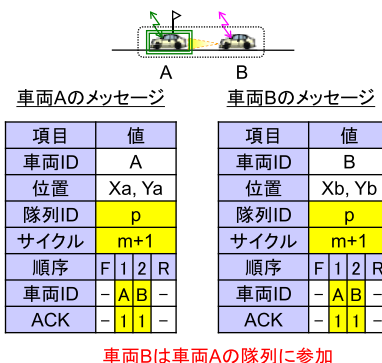 A B
車両Aのメッセージ 車両Bのメッセージ
項目 値 項目 値
車両ID A 車両ID B
位置 Xa, Ya 位置 Xb, Yb
隊列ID p 隊列ID p
サイクル m+1 サイクル m+1
順序 F 1 2 R 順序 F 1 2 R
車両ID − A B − 車両ID − A B −
ACK − 1 1 − ACK − 1 1 −
車両Bは車両Aの隊列に参加